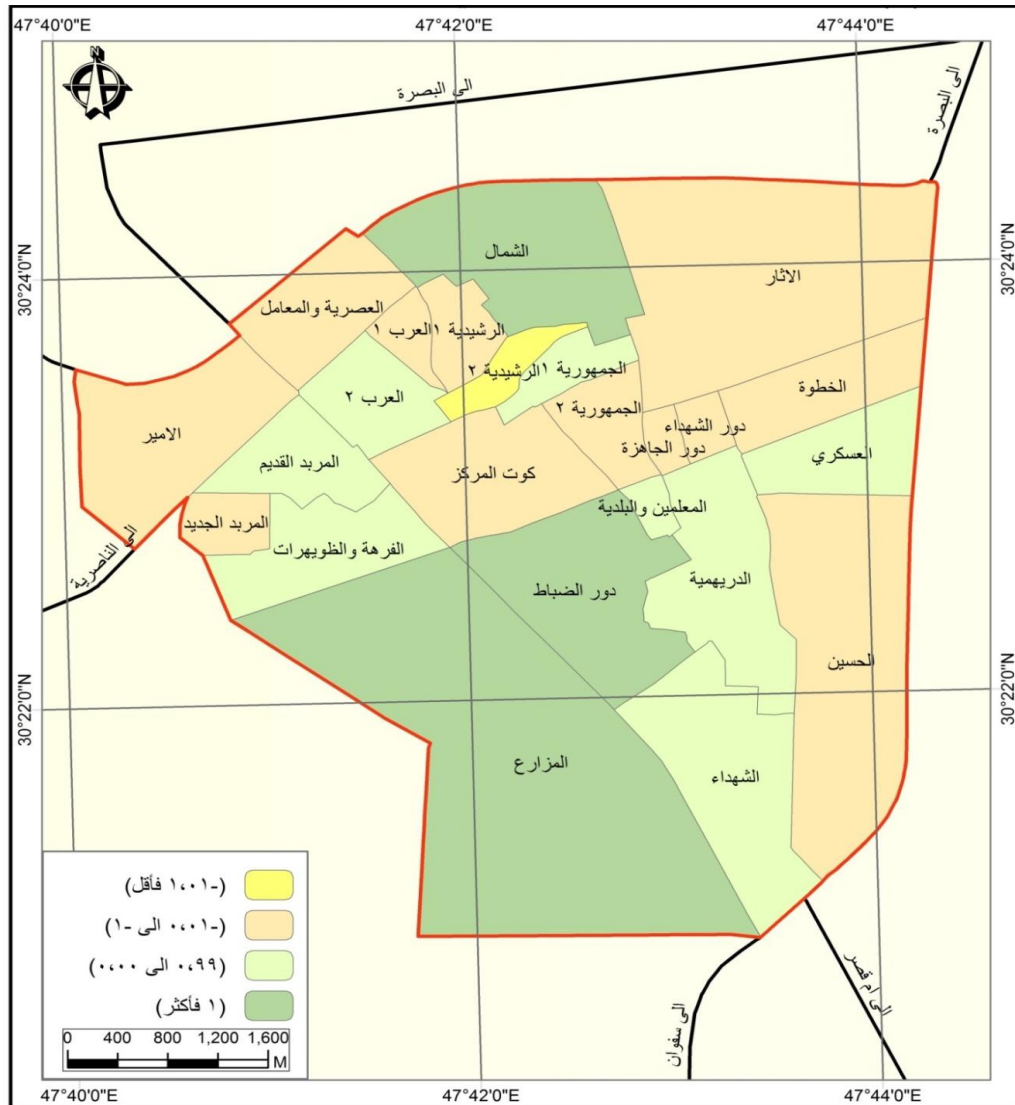 47°40'0"E
47°42'0"E
47°44'0"E
N
الى البصرة
الى البصرة
30°24'0"N
30°24'0"N
الشمال
الاثار
العصرية والمعامل
العرب ١
الرشيدية ١
الرشيدية ٢
الجمهورية ١
العرب ٢
الجمهورية ٢
الخطوة
دور الشهداء
دور الجاهزة
العسكري
الامير
المربد القديم
كوت المركز
المربد الجديد
المعلمين والبلدية
الفرهة والظويهرات
الى الناصرية
الدريهمية
دور الضباط
الحسين
30°22'0"N
30°22'0"N
المزارع
الشهداء
(-١،٠١ فأقل)
(-٠،٠١ الى -١)
(٠،٩٩ الى ٠،٠٠)
(١ فأكثر)
0 400 800 1,200 1,600
M
الى سفوان
الى ام قصر
47°40'0"E
47°42'0"E
47°44'0"E